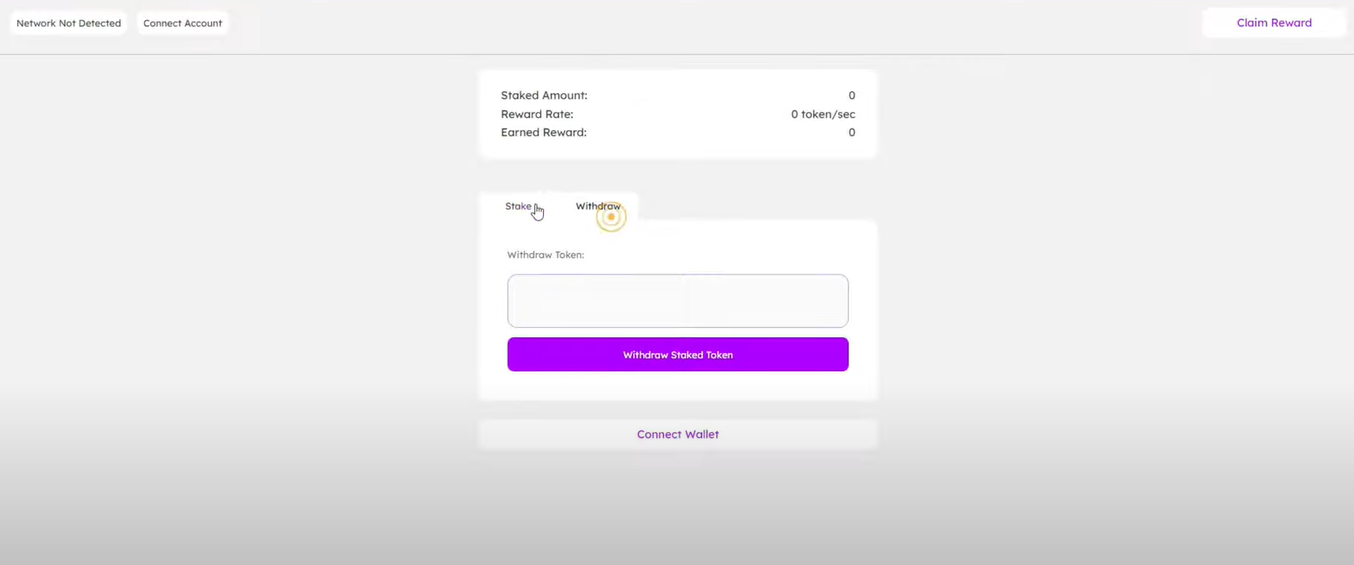 Network Not Detected
Connect Account
Claim Reward
Staked Amount: 0
Reward Rate: 0 token/sec
Earned Reward: 0
Stake
Withdraw
Withdraw Token:
Withdraw Staked Token
Connect Wallet